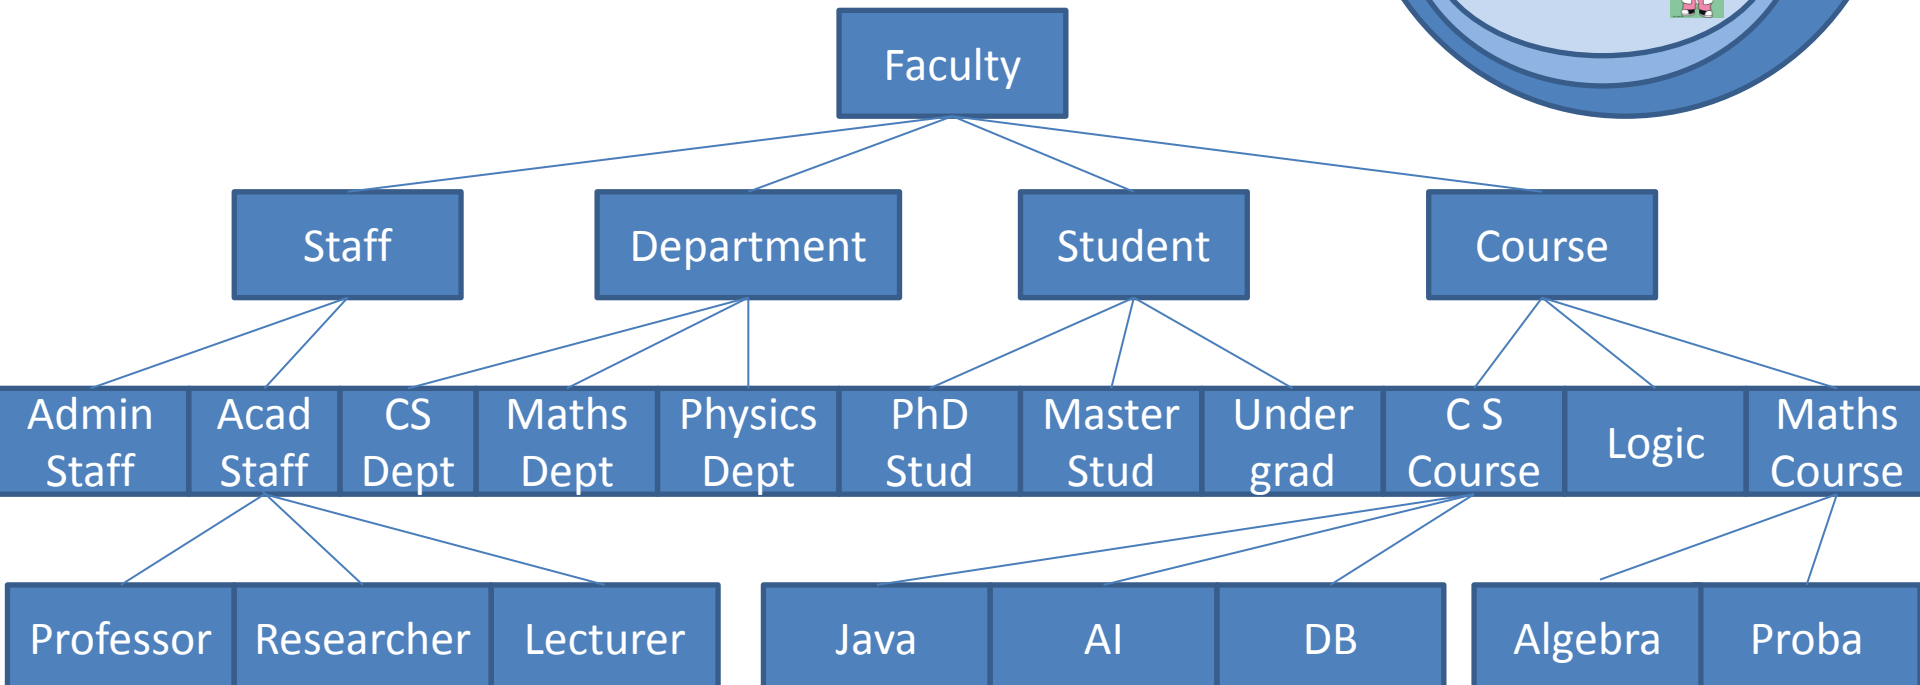 Faculty
Staff
Department
Student
Course
Admin
Staff
Acad
Staff
CS
Dept
Maths
Dept
Physics
Dept
PhD
Stud
Master
Stud
Under
grad
C S
Course
Logic
Maths
Course
Professor
Researcher
Lecturer
Java
AI
DB
Algebra
Proba